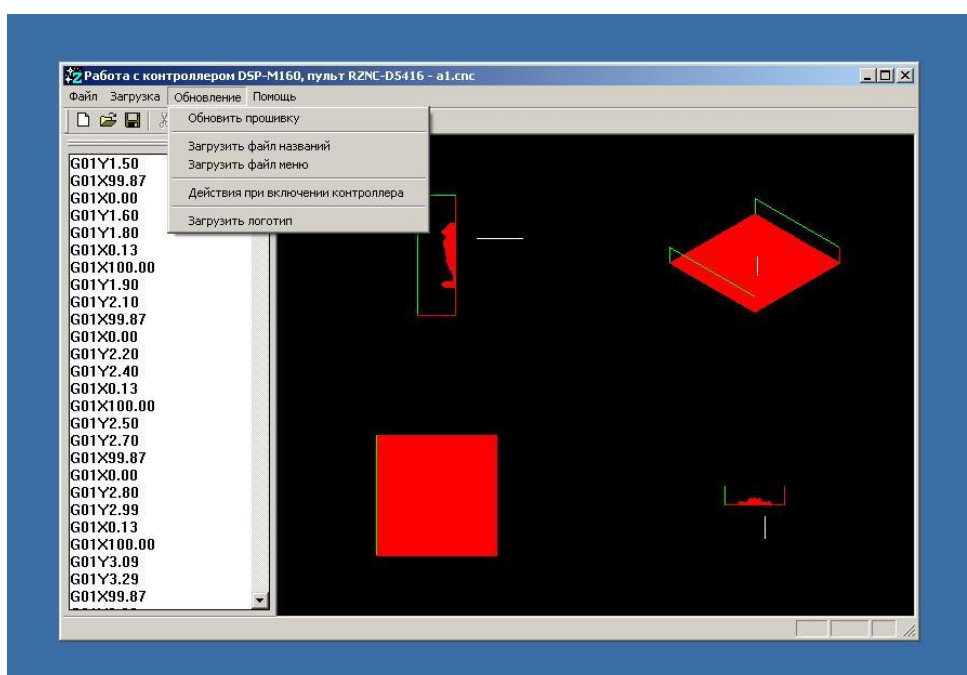 Работа с контроллером DSP-M160, пульт RZNC-D5416 - a1.cnc
Файл Загрузка Обновление Помощь
Обновить прошивку
Загрузить файл названий
Загрузить файл меню
Действия при включении контроллера
Загрузить логотип
G01Y1.50
G01X99.87
G01X0.00
G01Y1.60
G01Y1.80
G01X0.13
G01X100.00
G01Y1.90
G01Y2.10
G01X99.87
G01X0.00
G01Y2.20
G01Y2.40
G01X0.13
G01X100.00
G01Y2.50
G01Y2.70
G01X99.87
G01X0.00
G01Y2.80
G01Y2.99
G01X0.13
G01X100.00
G01Y3.09
G01Y3.29
G01X99.87